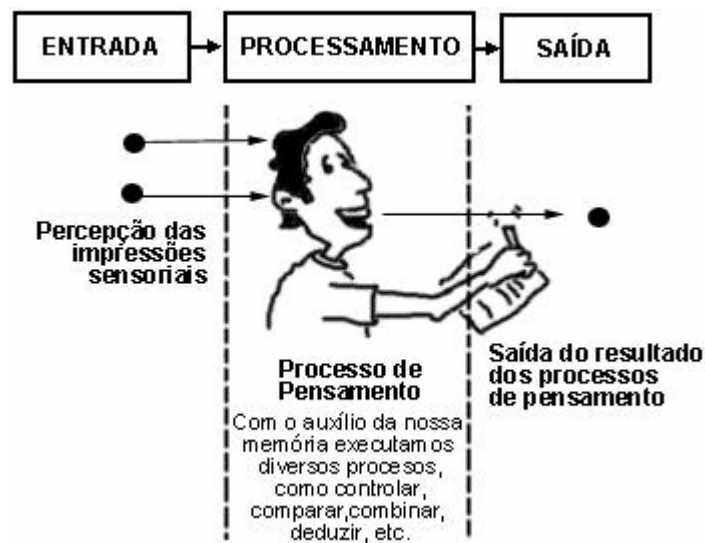 ENTRADA
PROCESSAMENTO
SAÍDA
Percepção das
impressões
sensoriais
Processo de
Pensamento
Com o auxílio da nossa
memória executamos
diversos procesos,
como controlar,
comparar,combinar,
deduzir, etc.
Saída do resultado
dos processos
de pensamento